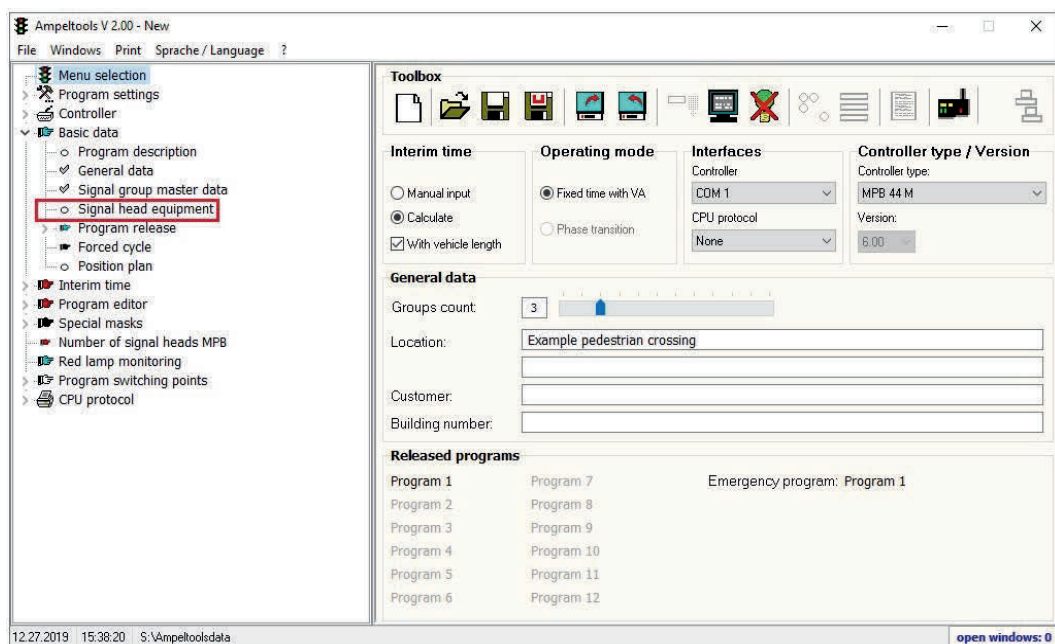 Ampeltools V 2.00 - New
File Windows Print Sprache / Language ?
Menu selection
Program settings
Controller
Basic data
Program description
General data
Signal group master data
Signal head equipment
Program release
Forced cycle
Position plan
Interim time
Program editor
Special masks
Number of signal heads MPB
Red lamp monitoring
Program switching points
CPU protocol
Toolbox
Interim time
Manual input
Calculate
With vehicle length
Operating mode
Fixed time with VA
Phase transition
Interfaces
Controller
COM 1
CPU protocol
None
Controller type / Version
Controller type:
MPB 44 M
Version:
6.00
General data
Groups count: 3
Location: Example pedestrian crossing
Customer:
Building number:
Released programs
Program 1 Program 7 Emergency program: Program 1
Program 2 Program 8
Program 3 Program 9
Program 4 Program 10
Program 5 Program 11
Program 6 Program 12
12.27.2019 15:38:20 S:\Ampeltoolsdata open windows: 0